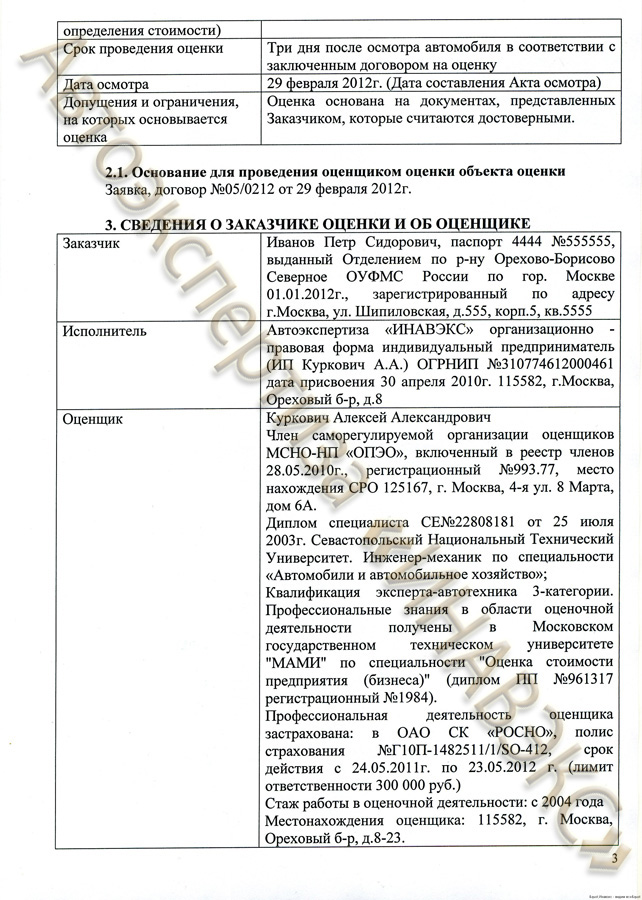 определения стоимости)
Срок проведения оценки
Три дня после осмотра автомобиля в соответствии с
заключенным договором на оценку
Дата осмотра
29 февраля 2012г. (Дата составления Акта осмотра)
Допущения и ограничения,
на которых основывается
оценка
Оценка основана на документах, представленных
Заказчиком, которые считаются достоверными.
2.1. Основание для проведения оценщиком оценки объекта оценки
Заявка, договор №05/0212 от 29 февраля 2012г.
3. СВЕДЕНИЯ О ЗАКАЗЧИКЕ ОЦЕНКИ И ОБ ОЦЕНЩИКЕ
Заказчик
Иванов Петр Сидорович, паспорт 4444 №555555,
выданный Отделением по р-ну Орехово-Борисово
Северное ОУФМС России по гор. Москве
01.01.2012г., зарегистрированный по адресу
г.Москва, ул. Шипиловская, д.555, корп.5, кв.5555
Исполнитель
Автоэкспертиза «ИНАВЭКС» организационно -
правовая форма индивидуальный предприниматель
(ИП Куркович А.А.) ОГРНИП №310774612000461
дата присвоения 30 апреля 2010г. 115582, г.Москва,
Ореховый б-р, д.8
Оценщик
Куркович Алексей Александрович
Член саморегулируемой организации оценщиков
МСНО-НП «ОПЭО», включенный в реестр членов
28.05.2010г., регистрационный №993.77, место
нахождения СРО 125167, г. Москва, 4-я ул. 8 Марта,
дом 6А.
Диплом специалиста СЕ№22808181 от 25 июля
2003г. Севастопольский Национальный Технический
Университет. Инженер-механик по специальности
«Автомобили и автомобильное хозяйство»;
Квалификация эксперта-автотехника 3-категории.
Профессиональные знания в области оценочной
деятельности получены в Московском
государственном техническом университете
"МАМИ" по специальности "Оценка стоимости
предприятия (бизнеса)" (диплом ПП №961317
регистрационный №1984).
Профессиональная деятельность оценщика
застрахована: в ОАО СК «РОСНО», полис
страхования №Г10П-1482511/1/SO-412, срок
действия с 24.05.2011г. по 23.05.2012 г. (лимит
ответственности 300 000 руб.)
Стаж работы в оценочной деятельности: с 2004 года
Местонахождения оценщика: 115582, г. Москва,
Ореховый б-р, д.8-23.
3
Автоэкспертиза «ИНАВЭКС»